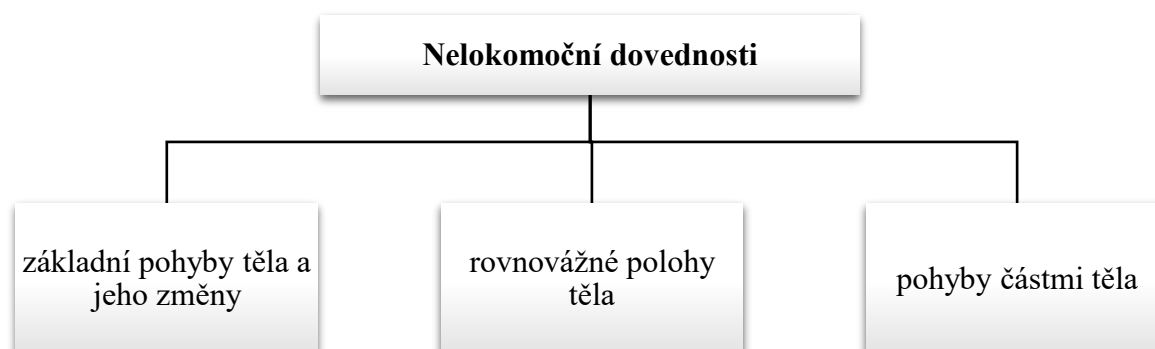 Nelokomoční dovednosti
základní pohyby těla a
jeho změny
rovnovážné polohy
těla
pohyby částmi těla